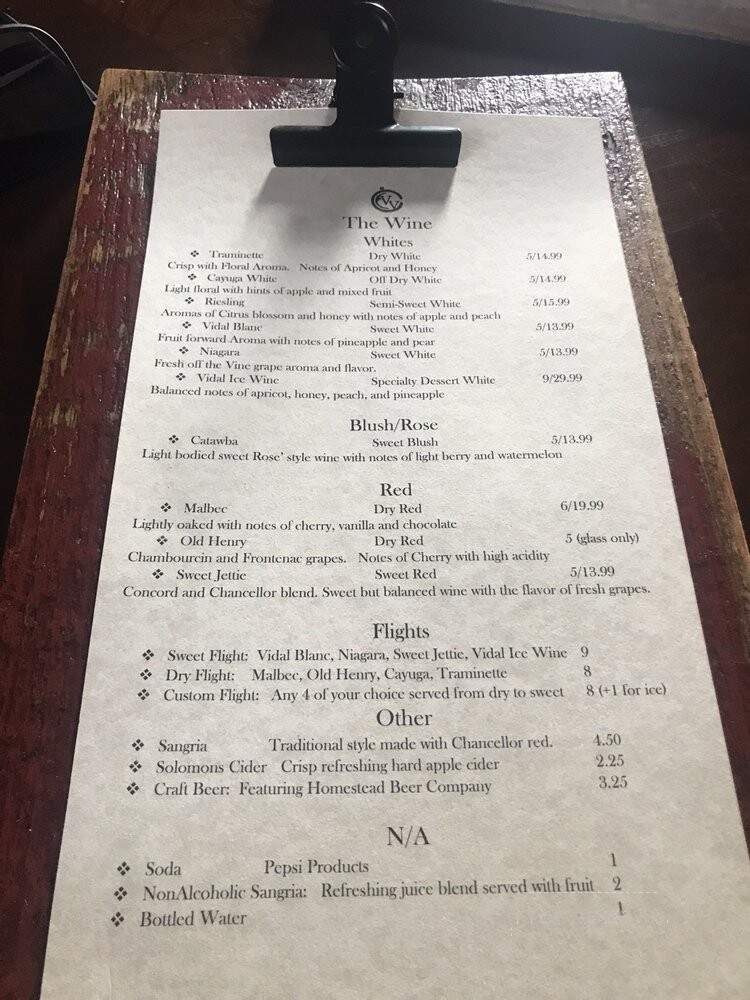 The Wine
Whites
❖ Traminette Dry White 5/14.99
Crisp with Floral Aroma. Notes of Apricot and Honey
❖ Cayuga White Off Dry White 5/14.99
Light floral with hints of apple and mixed fruit
❖ Riesling Semi-Sweet White 5/15.99
Aromas of Citrus blossom and honey with notes of apple and peach
❖ Vidal Blanc Sweet White 5/13.99
Fruit forward Aroma with notes of pineapple and pear
❖ Niagara Sweet White 5/13.99
Fresh off the Vine grape aroma and flavor.
❖ Vidal Ice Wine Specialty Dessert White 9/29.99
Balanced notes of apricot, honey, peach, and pineapple
Blush/Rose
❖ Catawba Sweet Blush 5/13.99
Light bodied sweet Rose' style wine with notes of light berry and watermelon
Red
❖ Malbec Dry Red 6/19.99
Lightly oaked with notes of cherry, vanilla and chocolate
❖ Old Henry Dry Red 5 (glass only)
Chambourcin and Frontenac grapes. Notes of Cherry with high acidity
❖ Sweet Jettie Sweet Red 5/13.99
Concord and Chancellor blend. Sweet but balanced wine with the flavor of fresh grapes.
Flights
❖ Sweet Flight: Vidal Blanc, Niagara, Sweet Jettie, Vidal Ice Wine 9
❖ Dry Flight: Malbec, Old Henry, Cayuga, Traminette 8
❖ Custom Flight: Any 4 of your choice served from dry to sweet 8 (+1 for ice)
Other
❖ Sangria Traditional style made with Chancellor red. 4.50
❖ Solomons Cider Crisp refreshing hard apple cider 2.25
❖ Craft Beer: Featuring Homestead Beer Company 3.25
N/A
❖ Soda Pepsi Products 1
❖ NonAlcoholic Sangria: Refreshing juice blend served with fruit 2
❖ Bottled Water 1